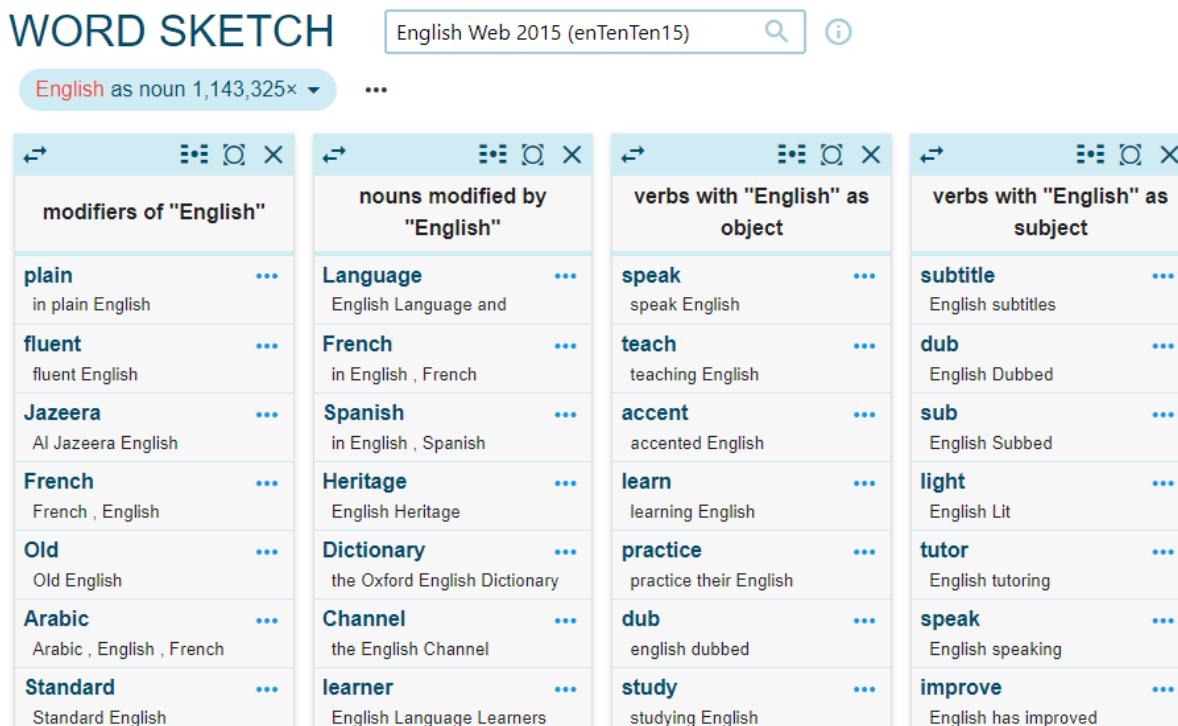 WORD SKETCH
English Web 2015 (enTenTen15)
English as noun 1,143,325×
modifiers of "English"
plain
in plain English
fluent
fluent English
Jazeera
Al Jazeera English
French
French , English
Old
Old English
Arabic
Arabic , English , French
Standard
Standard English
nouns modified by
"English"
Language
English Language and
French
in English , French
Spanish
in English , Spanish
Heritage
English Heritage
Dictionary
the Oxford English Dictionary
Channel
the English Channel
learner
English Language Learners
verbs with "English" as
object
speak
speak English
teach
teaching English
accent
accented English
learn
learning English
practice
practice their English
dub
english dubbed
study
studying English
verbs with "English" as
subject
subtitle
English subtitles
dub
English Dubbed
sub
English Subbed
light
English Lit
tutor
English tutoring
speak
English speaking
improve
English has improved